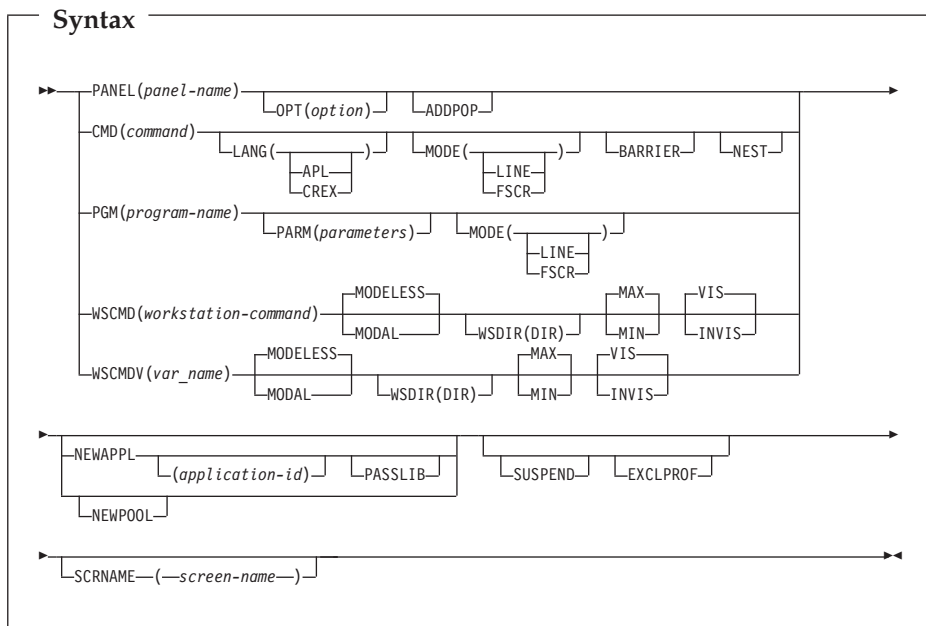 Syntax
PANEL(panel-name)
OPT(option) ADDPOP
CMD(command)
LANG( ) MODE( ) BARRIER NEST
APL LINE
CREX FSCR
PGM(program-name)
PARM(parameters) MODE( )
LINE
FSCR
MODELESS MAX VIS
WSCMD(workstation-command)
MODAL WSDIR(DIR) MIN INVIS
MODELESS MAX VIS
WSCMDV(var_name)
MODAL WSDIR(DIR) MIN INVIS
NEWAPPL
(application-id) PASSLIB SUSPEND EXCLPROF
NEWPOOL
SCRNAME ( screen-name )